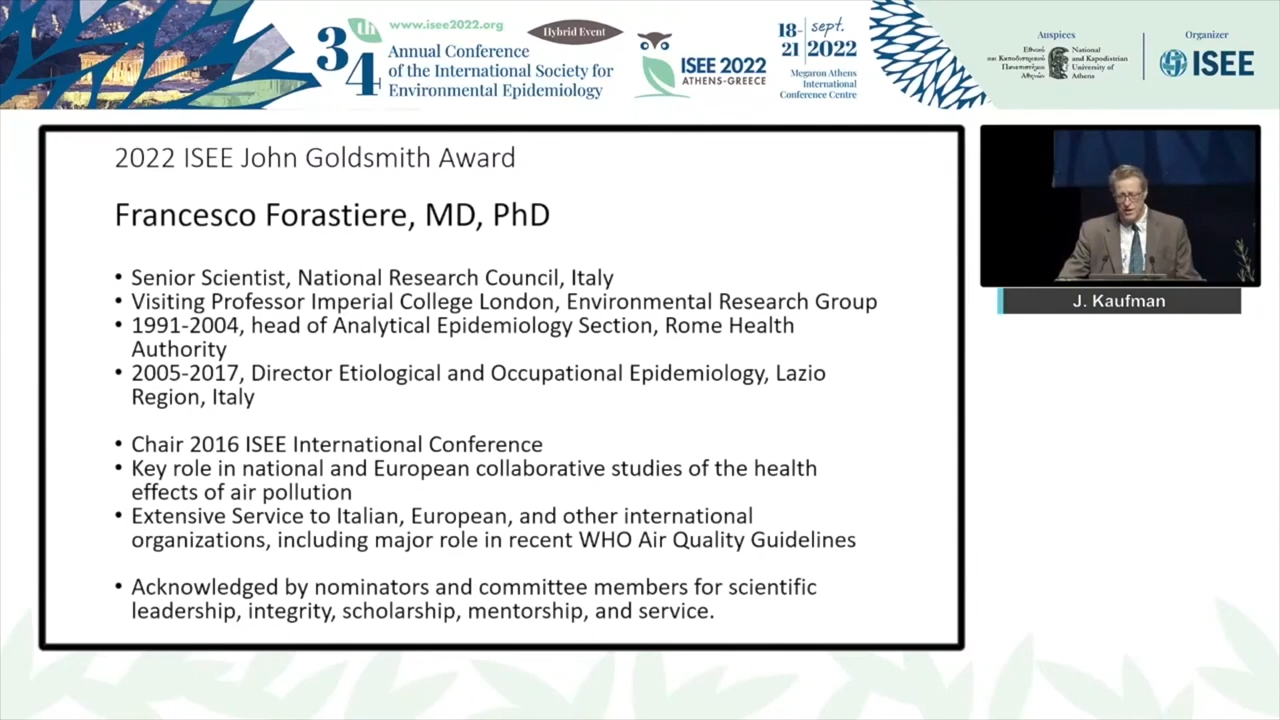 34th
www.isee2022.org
Hybrid Event
Annual Conference
of the International Society for
Environmental Epidemiology
ISEE 2022
ATHENS-GREECE
18-21 sept. 2022
Megaron Athens
International
Conference Centre
Auspices
Εθνικό
και Καποδιστριακό
Πανεπιστήμιο
Αθηνών
National
and Kapodistrian
University of
Athens
Organizer
ISEE
2022 ISEE John Goldsmith Award
Francesco Forastiere, MD, PhD
• Senior Scientist, National Research Council, Italy
• Visiting Professor Imperial College London, Environmental Research Group
• 1991-2004, head of Analytical Epidemiology Section, Rome Health
Authority
• 2005-2017, Director Etiological and Occupational Epidemiology, Lazio
Region, Italy
• Chair 2016 ISEE International Conference
• Key role in national and European collaborative studies of the health
effects of air pollution
• Extensive Service to Italian, European, and other international
organizations, including major role in recent WHO Air Quality Guidelines
• Acknowledged by nominators and committee members for scientific
leadership, integrity, scholarship, mentorship, and service.
J. Kaufman